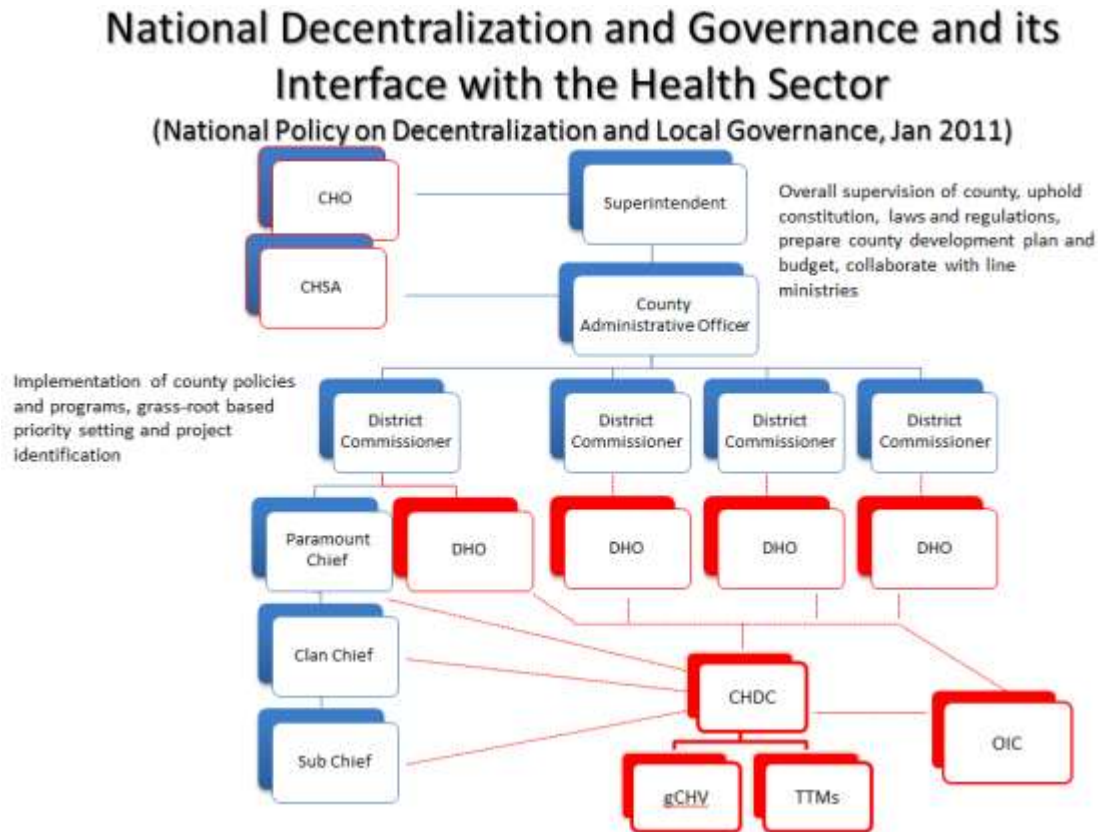 National Decentralization and Governance and its
Interface with the Health Sector
(National Policy on Decentralization and Local Governance, Jan 2011)
CHO
Superintendent
Overall supervision of county, uphold
constitution, laws and regulations,
prepare county development plan and
budget, collaborate with line
ministries
CHSA
County
Administrative Officer
Implementation of county policies
and programs, grass-root based
priority setting and project
identification
District
Commissioner
District
Commissioner
District
Commissioner
District
Commissioner
Paramount
Chief
DHO
DHO
DHO
DHO
Clan Chief
CHDC
Sub Chief
OIC
gCHV
TTMs